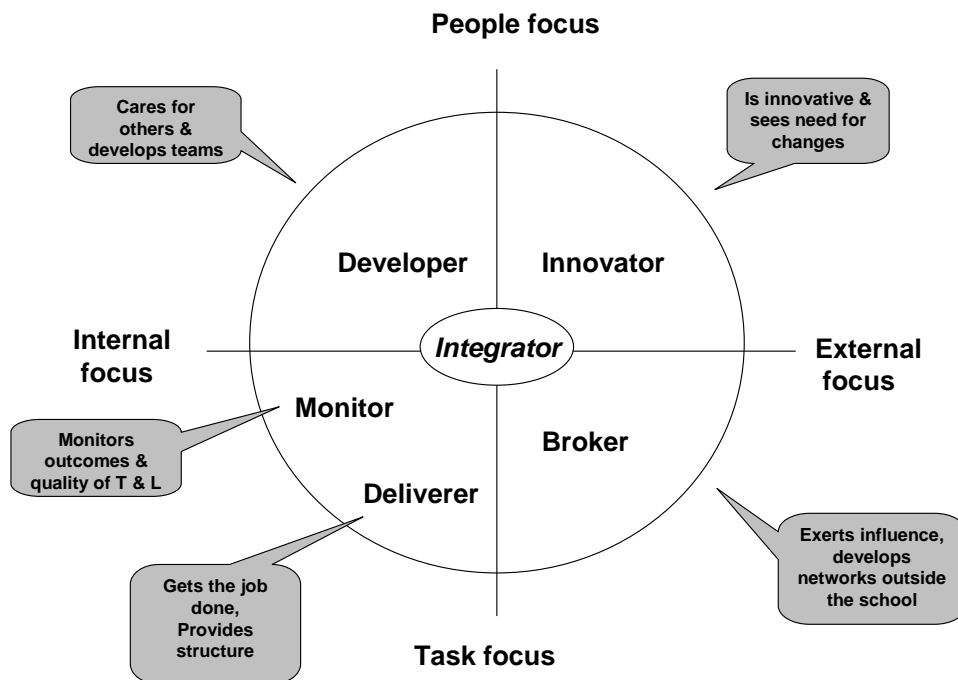 People focus
Cares for
others &
develops teams
Is innovative &
sees need for
changes
Developer
Innovator
Internal
focus
Integrator
External
focus
Monitor
Broker
Monitors
outcomes &
quality of T & L
Deliverer
Exerts influence,
develops
networks outside
the school
Gets the job
done,
Provides
structure
Task focus